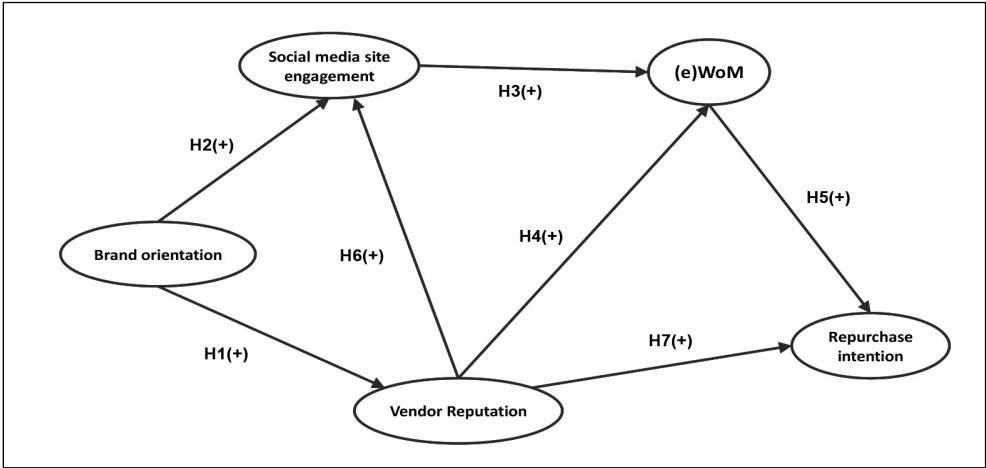 Social media site
engagement
(e)WoM
H3(+)
H2(+)
H5(+)
H4(+)
Brand orientation
H6(+)
H7(+)
Repurchase
intention
H1(+)
Vendor Reputation